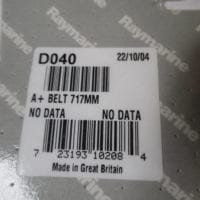 Raymarine
D040
22/10/04
A+ BELT 717MM
NO DATA NO DATA
7 23193 10208 4
Made in Great Britain
Raymarine